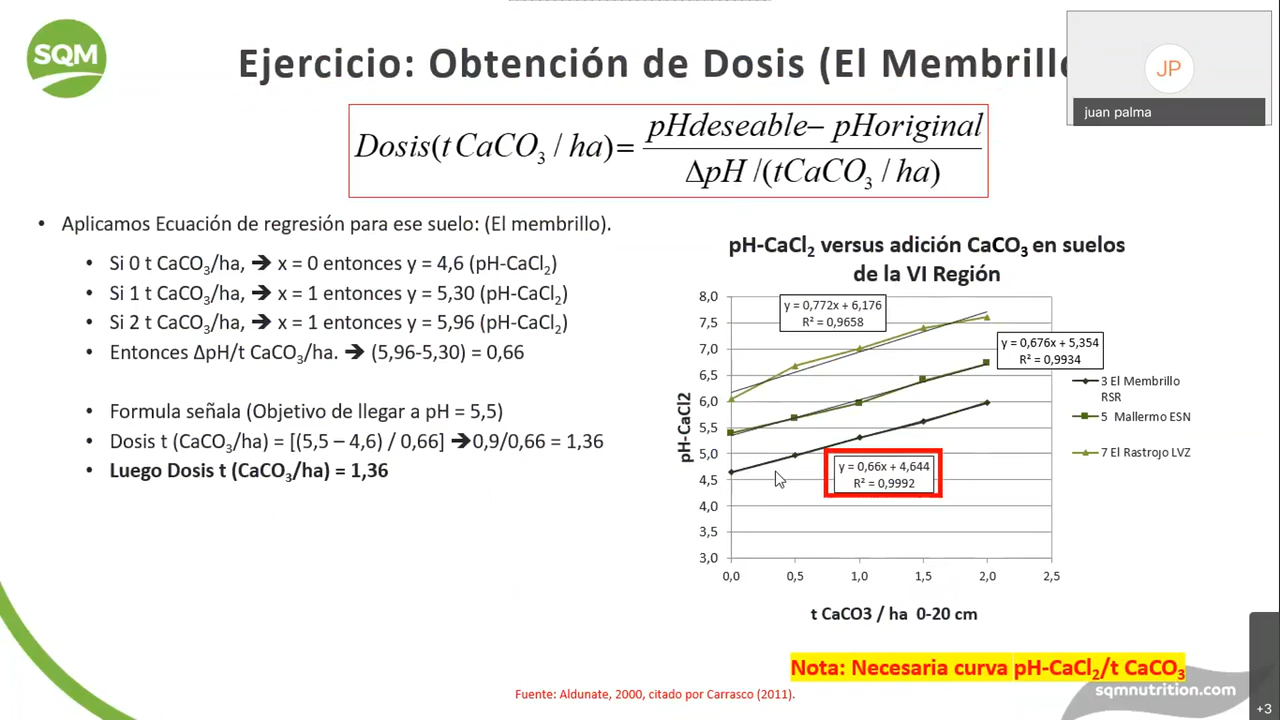 SQM
Ejercicio: Obtención de Dosis (El Membrillo
JP
juan palma
Dosis(t CaCO₃ / ha)= pHdeseable– pHoriginal
ΔpH /(tCaCO₃ / ha)
• Aplicamos Ecuación de regresión para ese suelo: (El membrillo).
• Si 0 t CaCO₃/ha, ➔ x = 0 entonces y = 4,6 (pH-CaCl₂)
• Si 1 t CaCO₃/ha, ➔ x = 1 entonces y = 5,30 (pH-CaCl₂)
• Si 2 t CaCO₃/ha, ➔ x = 1 entonces y = 5,96 (pH-CaCl₂)
• Entonces ΔpH/t CaCO₃/ha. ➔ (5,96-5,30) = 0,66
• Formula señala (Objetivo de llegar a pH = 5,5)
• Dosis t (CaCO₃/ha) = [(5,5 – 4,6) / 0,66] ➔0,9/0,66 = 1,36
• Luego Dosis t (CaCO₃/ha) = 1,36
pH-CaCl₂ versus adición CaCO₃ en suelos
de la VI Región
pH-CaCl2
8,0
7,5
7,0
6,5
6,0
5,5
5,0
4,5
4,0
3,5
3,0
y = 0,772x + 6,176
R² = 0,9658
y = 0,676x + 5,354
R² = 0,9934
y = 0,66x + 4,644
R² = 0,9992
3 El Membrillo
RSR
5 Mallermo ESN
7 El Rastrojo LVZ
0,0 0,5 1,0 1,5 2,0 2,5
t CaCO3 / ha 0-20 cm
Nota: Necesaria curva pH-CaCl₂/t CaCO₃
Fuente: Aldunate, 2000, citado por Carrasco (2011).
sqmnutrition.com
+3